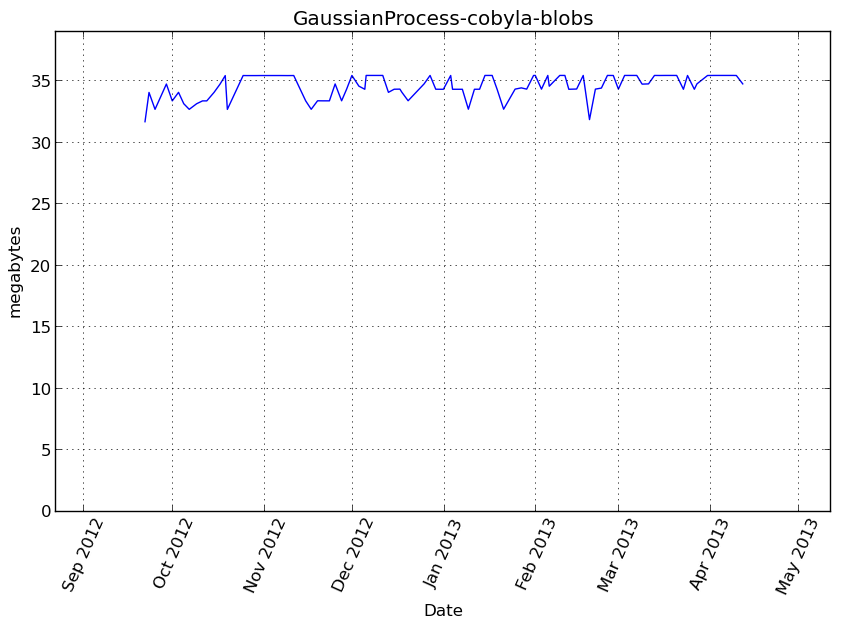 GaussianProcess-cobyla-blobs
35
30
25
20
15
10
5
0
megabytes
Sep 2012
Oct 2012
Nov 2012
Dec 2012
Jan 2013
Feb 2013
Mar 2013
Apr 2013
May 2013
Date